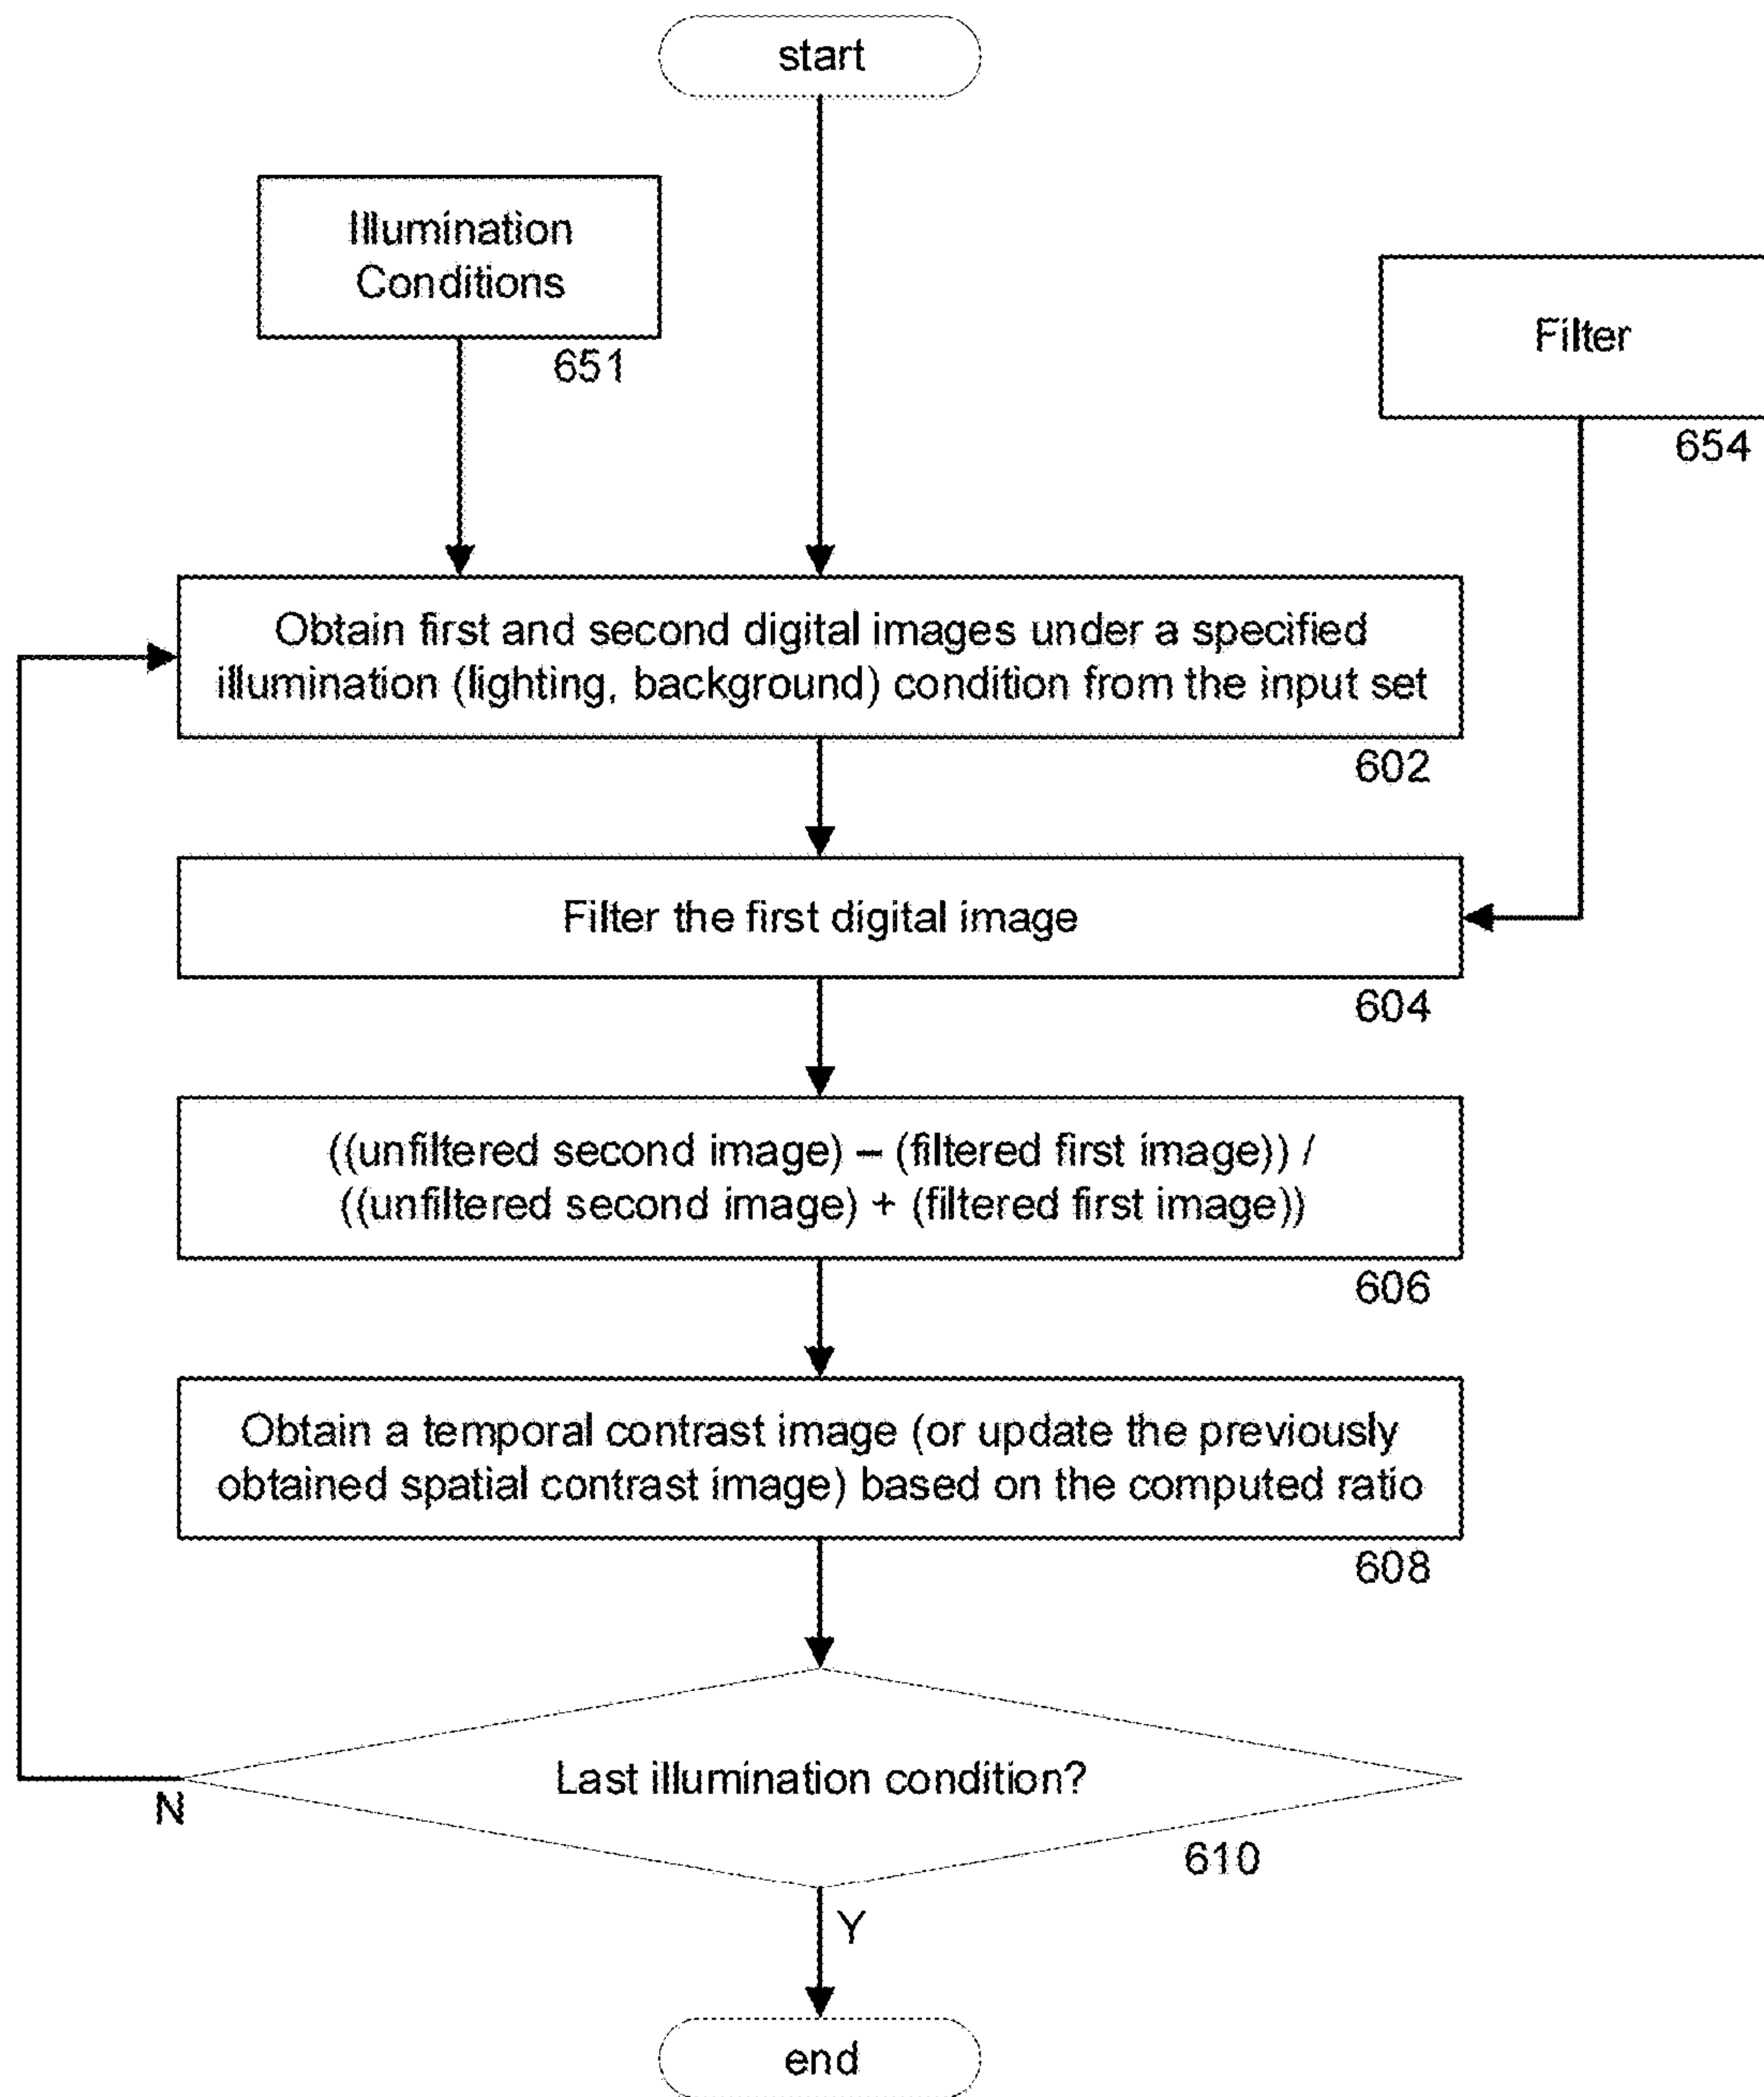 start
Illumination
Conditions
651
Filter
654
Obtain first and second digital images under a specified
illumination (lighting, background) condition from the input set
602
Filter the first digital image
604
((unfiltered second image) – (filtered first image)) /
((unfiltered second image) + (filtered first image))
606
Obtain a temporal contrast image (or update the previously
obtained spatial contrast image) based on the computed ratio
608
Last illumination condition?
N
610
Y
end